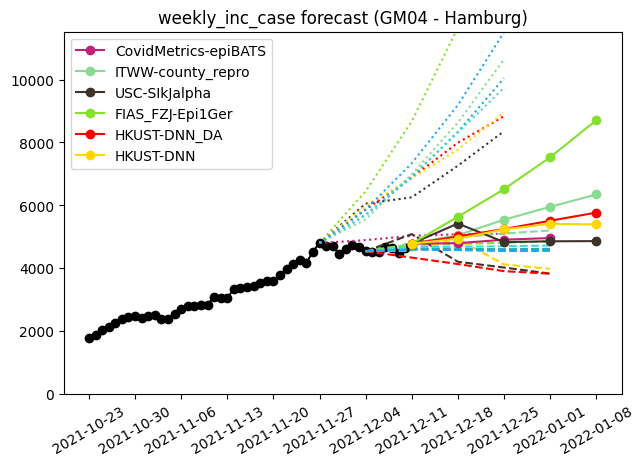 weekly_inc_case forecast (GM04 - Hamburg)
CovidMetrics-epiBATS
ITWW-county_repro
USC-SIkJalpha
FIAS_FZJ-Epi1Ger
HKUST-DNN_DA
HKUST-DNN
10000
8000
6000
4000
2000
0
2021-10-23
2021-10-30
2021-11-06
2021-11-13
2021-11-20
2021-11-27
2021-12-04
2021-12-11
2021-12-18
2021-12-25
2022-01-01
2022-01-08